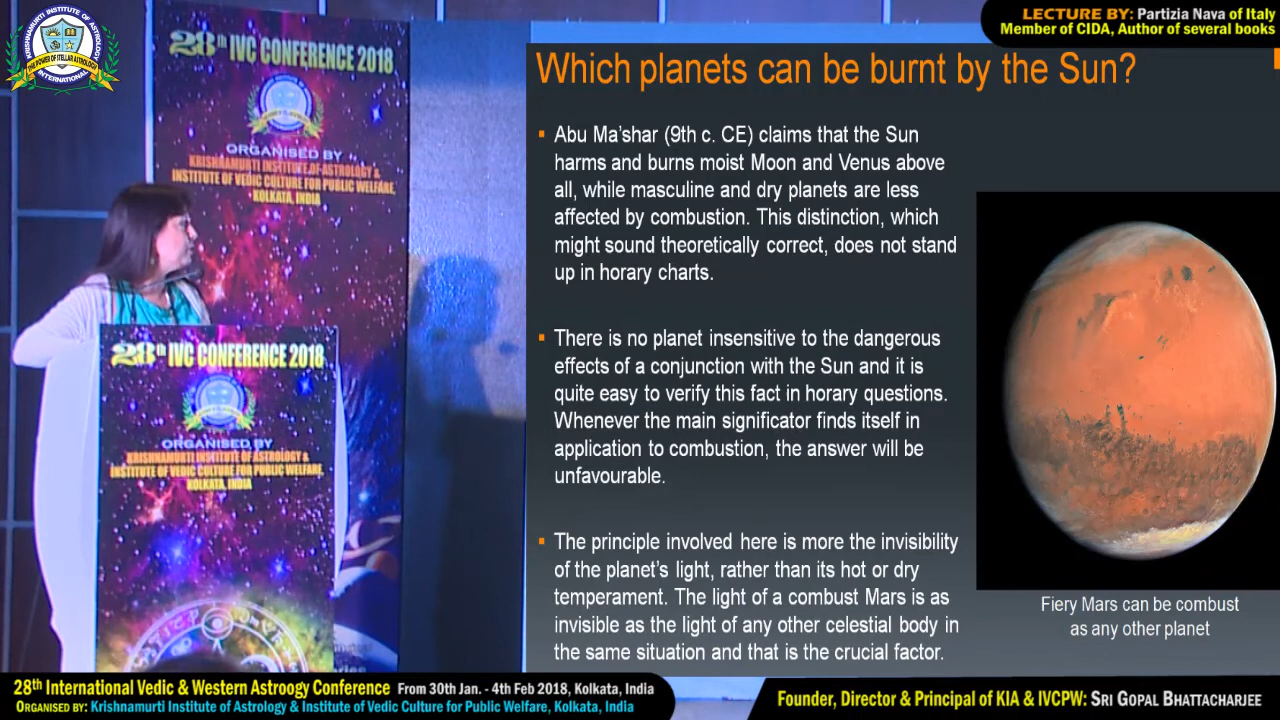 KRISHNAMURTI INSTITUTE OF ASTROLOGY
THE POWER OF STELLAR ASTROLOGY
INTERNATIONAL
LECTURE BY: Partizia Nava of Italy
Member of CIDA, Author of several books
28th IVC CONFERENCE 2018
ORGANISED BY
KRISHNAMURTI INSTITUTE OF ASTROLOGY &
INSTITUTE OF VEDIC CULTURE FOR PUBLIC WELFARE,
KOLKATA, INDIA
28th IVC CONFERENCE 2018
ORGANISED BY
KRISHNAMURTI INSTITUTE OF ASTROLOGY &
INSTITUTE OF VEDIC CULTURE FOR PUBLIC WELFARE,
KOLKATA, INDIA
Which planets can be burnt by the Sun?
▪ Abu Ma'shar (9th c. CE) claims that the Sun
harms and burns moist Moon and Venus above
all, while masculine and dry planets are less
affected by combustion. This distinction, which
might sound theoretically correct, does not stand
up in horary charts.
▪ There is no planet insensitive to the dangerous
effects of a conjunction with the Sun and it is
quite easy to verify this fact in horary questions.
Whenever the main significator finds itself in
application to combustion, the answer will be
unfavourable.
▪ The principle involved here is more the invisibility
of the planet's light, rather than its hot or dry
temperament. The light of a combust Mars is as
invisible as the light of any other celestial body in
the same situation and that is the crucial factor.
Fiery Mars can be combust
as any other planet
28th International Vedic & Western Astroogy Conference From 30th Jan. - 4th Feb 2018, Kolkata, India
ORGANISED BY: Krishnamurti Institute of Astrology & Institute of Vedic Culture for Public Welfare, Kolkata, India
Founder, Director & Principal of KIA & IVCPW: SRI GOPAL BHATTACHARJEE